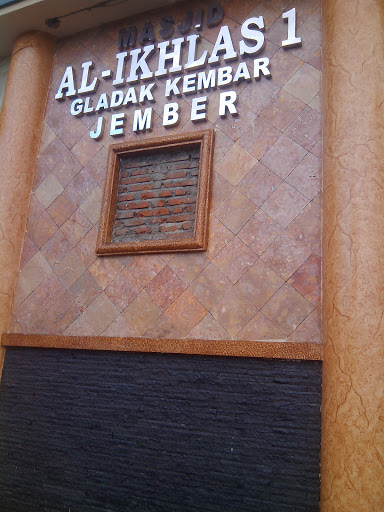 MASJID
AL-IKHLAS 1
GLADAK KEMBAR
JEMBER